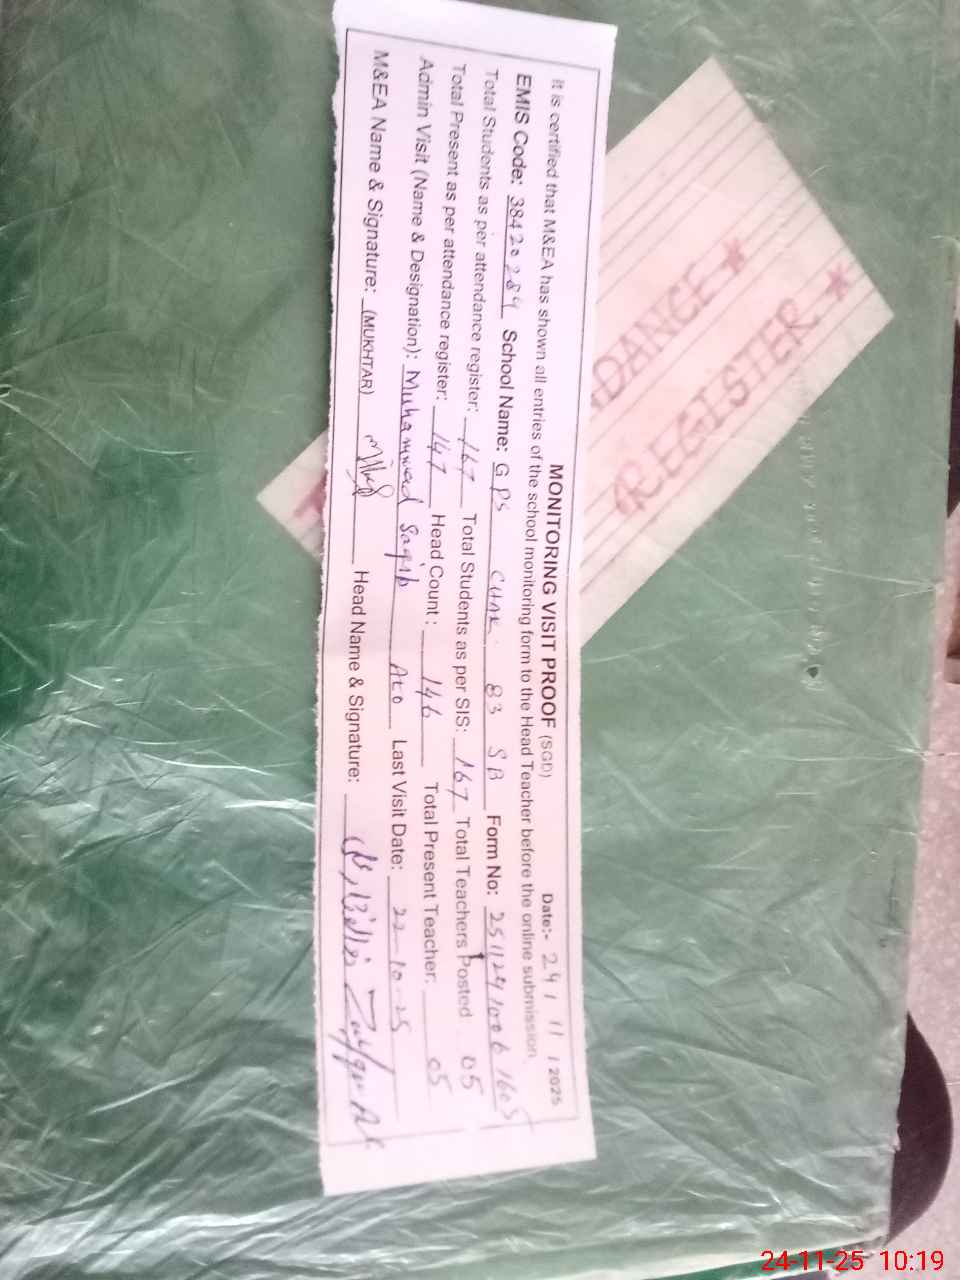 MONITORING VISIT PROOF (SGD) Date:- 24 / 11 / 2025
It is certified that M&EA has shown all entries of the school monitoring form to the Head Teacher before the online submission
EMIS Code: 38420289 School Name: GPS CHAK 83 SB Form No:
Total Students as per attendance register: 167 Total Students as per SIS: 167 Total Teachers Posted 05
Total Present as per attendance register: 147 Head Count : 146 Total Present Teacher: 05
Admin Visit (Name & Designation): Muhammad Saqib AEO Last Visit Date: 22-10-25
M&EA Name & Signature: (MUKHTAR) Head Name & Signature:
DANCE *
* REGISTER *
24-11-25 10:19